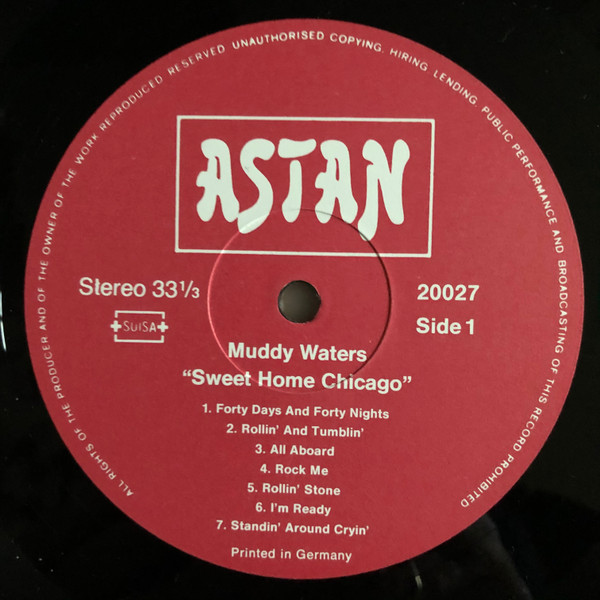 ALL RIGHTS OF THE PRODUCER AND OF THE OWNER OF THE WORK REPRODUCED RESERVED UNAUTHORISED COPYING, HIRING, LENDING, PUBLIC PERFORMANCE AND BROADCASTING OF THIS RECORD PROHIBITED
ASTAN
Stereo 33 1/3
20027
SUISA
Side 1
Muddy Waters
“Sweet Home Chicago”
1. Forty Days And Forty Nights
2. Rollin' And Tumblin'
3. All Aboard
4. Rock Me
5. Rollin' Stone
6. I'm Ready
7. Standin' Around Cryin'
Printed in Germany